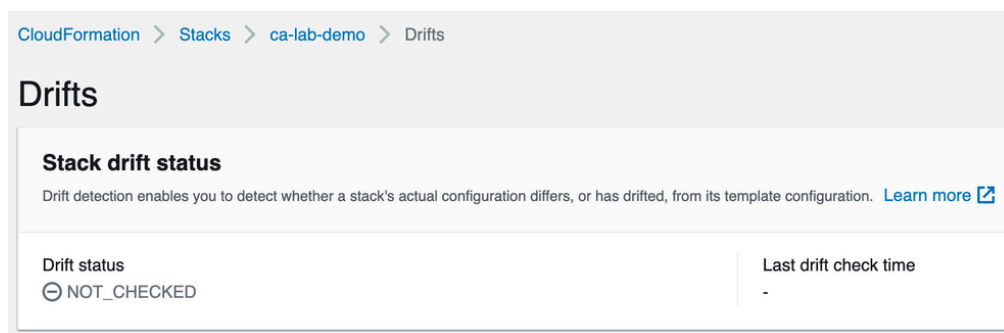 CloudFormation > Stacks > ca-lab-demo > Drifts
Drifts
Stack drift status
Drift detection enables you to detect whether a stack's actual configuration differs, or has drifted, from its template configuration. Learn more
Drift status
NOT_CHECKED
Last drift check time
-